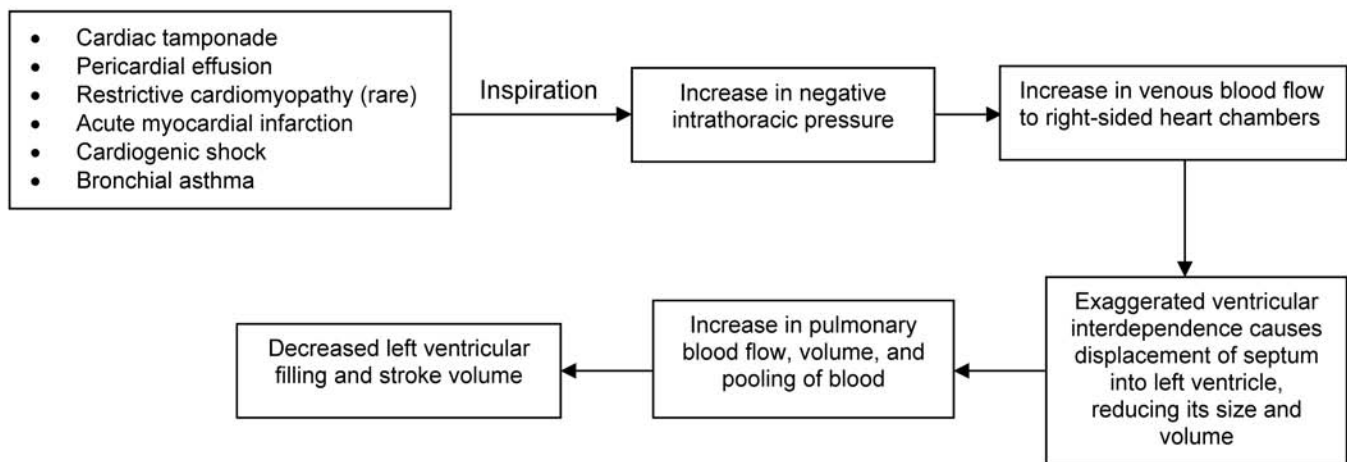 • Cardiac tamponade
• Pericardial effusion
• Restrictive cardiomyopathy (rare)
• Acute myocardial infarction
• Cardiogenic shock
• Bronchial asthma
Inspiration
Increase in negative
intrathoracic pressure
Increase in venous blood flow
to right-sided heart chambers
Exaggerated ventricular
interdependence causes
displacement of septum
into left ventricle,
reducing its size and
volume
Increase in pulmonary
blood flow, volume, and
pooling of blood
Decreased left ventricular
filling and stroke volume